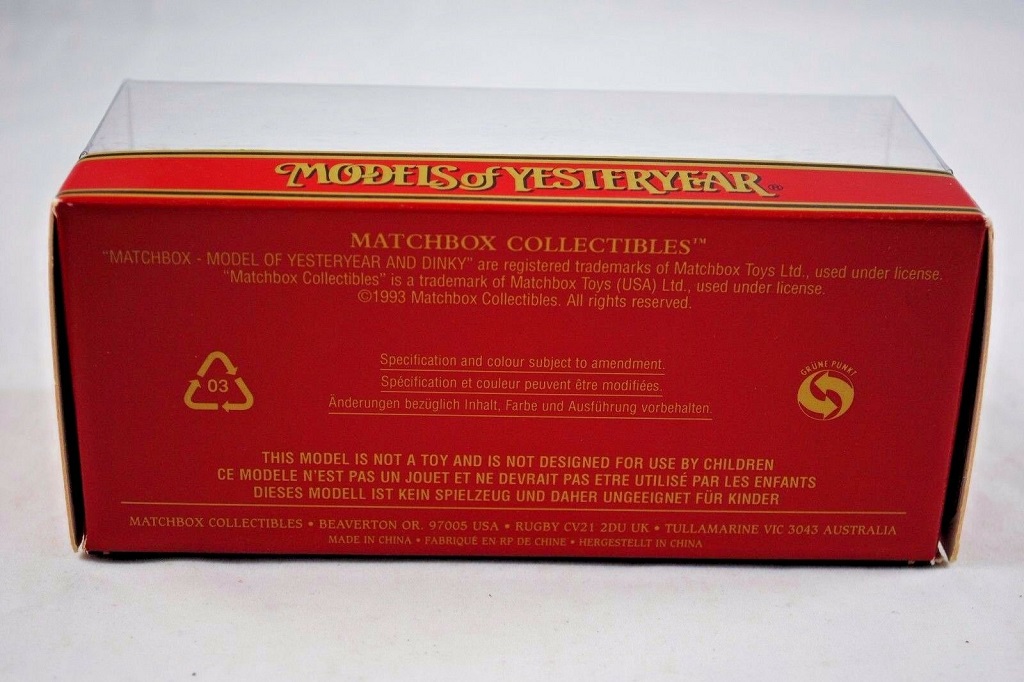 MODELS of YESTERYEAR®
MATCHBOX COLLECTIBLES™
"MATCHBOX - MODEL OF YESTERYEAR AND DINKY" are registered trademarks of Matchbox Toys Ltd., used under license.
"Matchbox Collectibles" is a trademark of Matchbox Toys (USA) Ltd., used under license.
©1993 Matchbox Collectibles. All rights reserved.
03
Specification and colour subject to amendment.
Spécification et couleur peuvent être modifiées.
Änderungen bezüglich Inhalt, Farbe und Ausführung vorbehalten.
GRÜNE PUNKT
THIS MODEL IS NOT A TOY AND IS NOT DESIGNED FOR USE BY CHILDREN
CE MODELE N'EST PAS UN JOUET ET NE DEVRAIT PAS ETRE UTILISÉ PAR LES ENFANTS
DIESES MODELL IST KEIN SPIELZEUG UND DAHER UNGEEIGNET FÜR KINDER
MATCHBOX COLLECTIBLES • BEAVERTON OR. 97005 USA • RUGBY CV21 2DU UK • TULLAMARINE VIC 3043 AUSTRALIA
MADE IN CHINA • FABRIQUÉ EN RP DE CHINE • HERGESTELLT IN CHINA